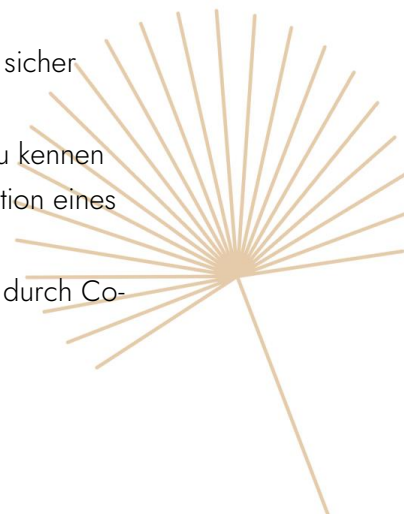 sicher
u kennen
tion eines
durch Co-